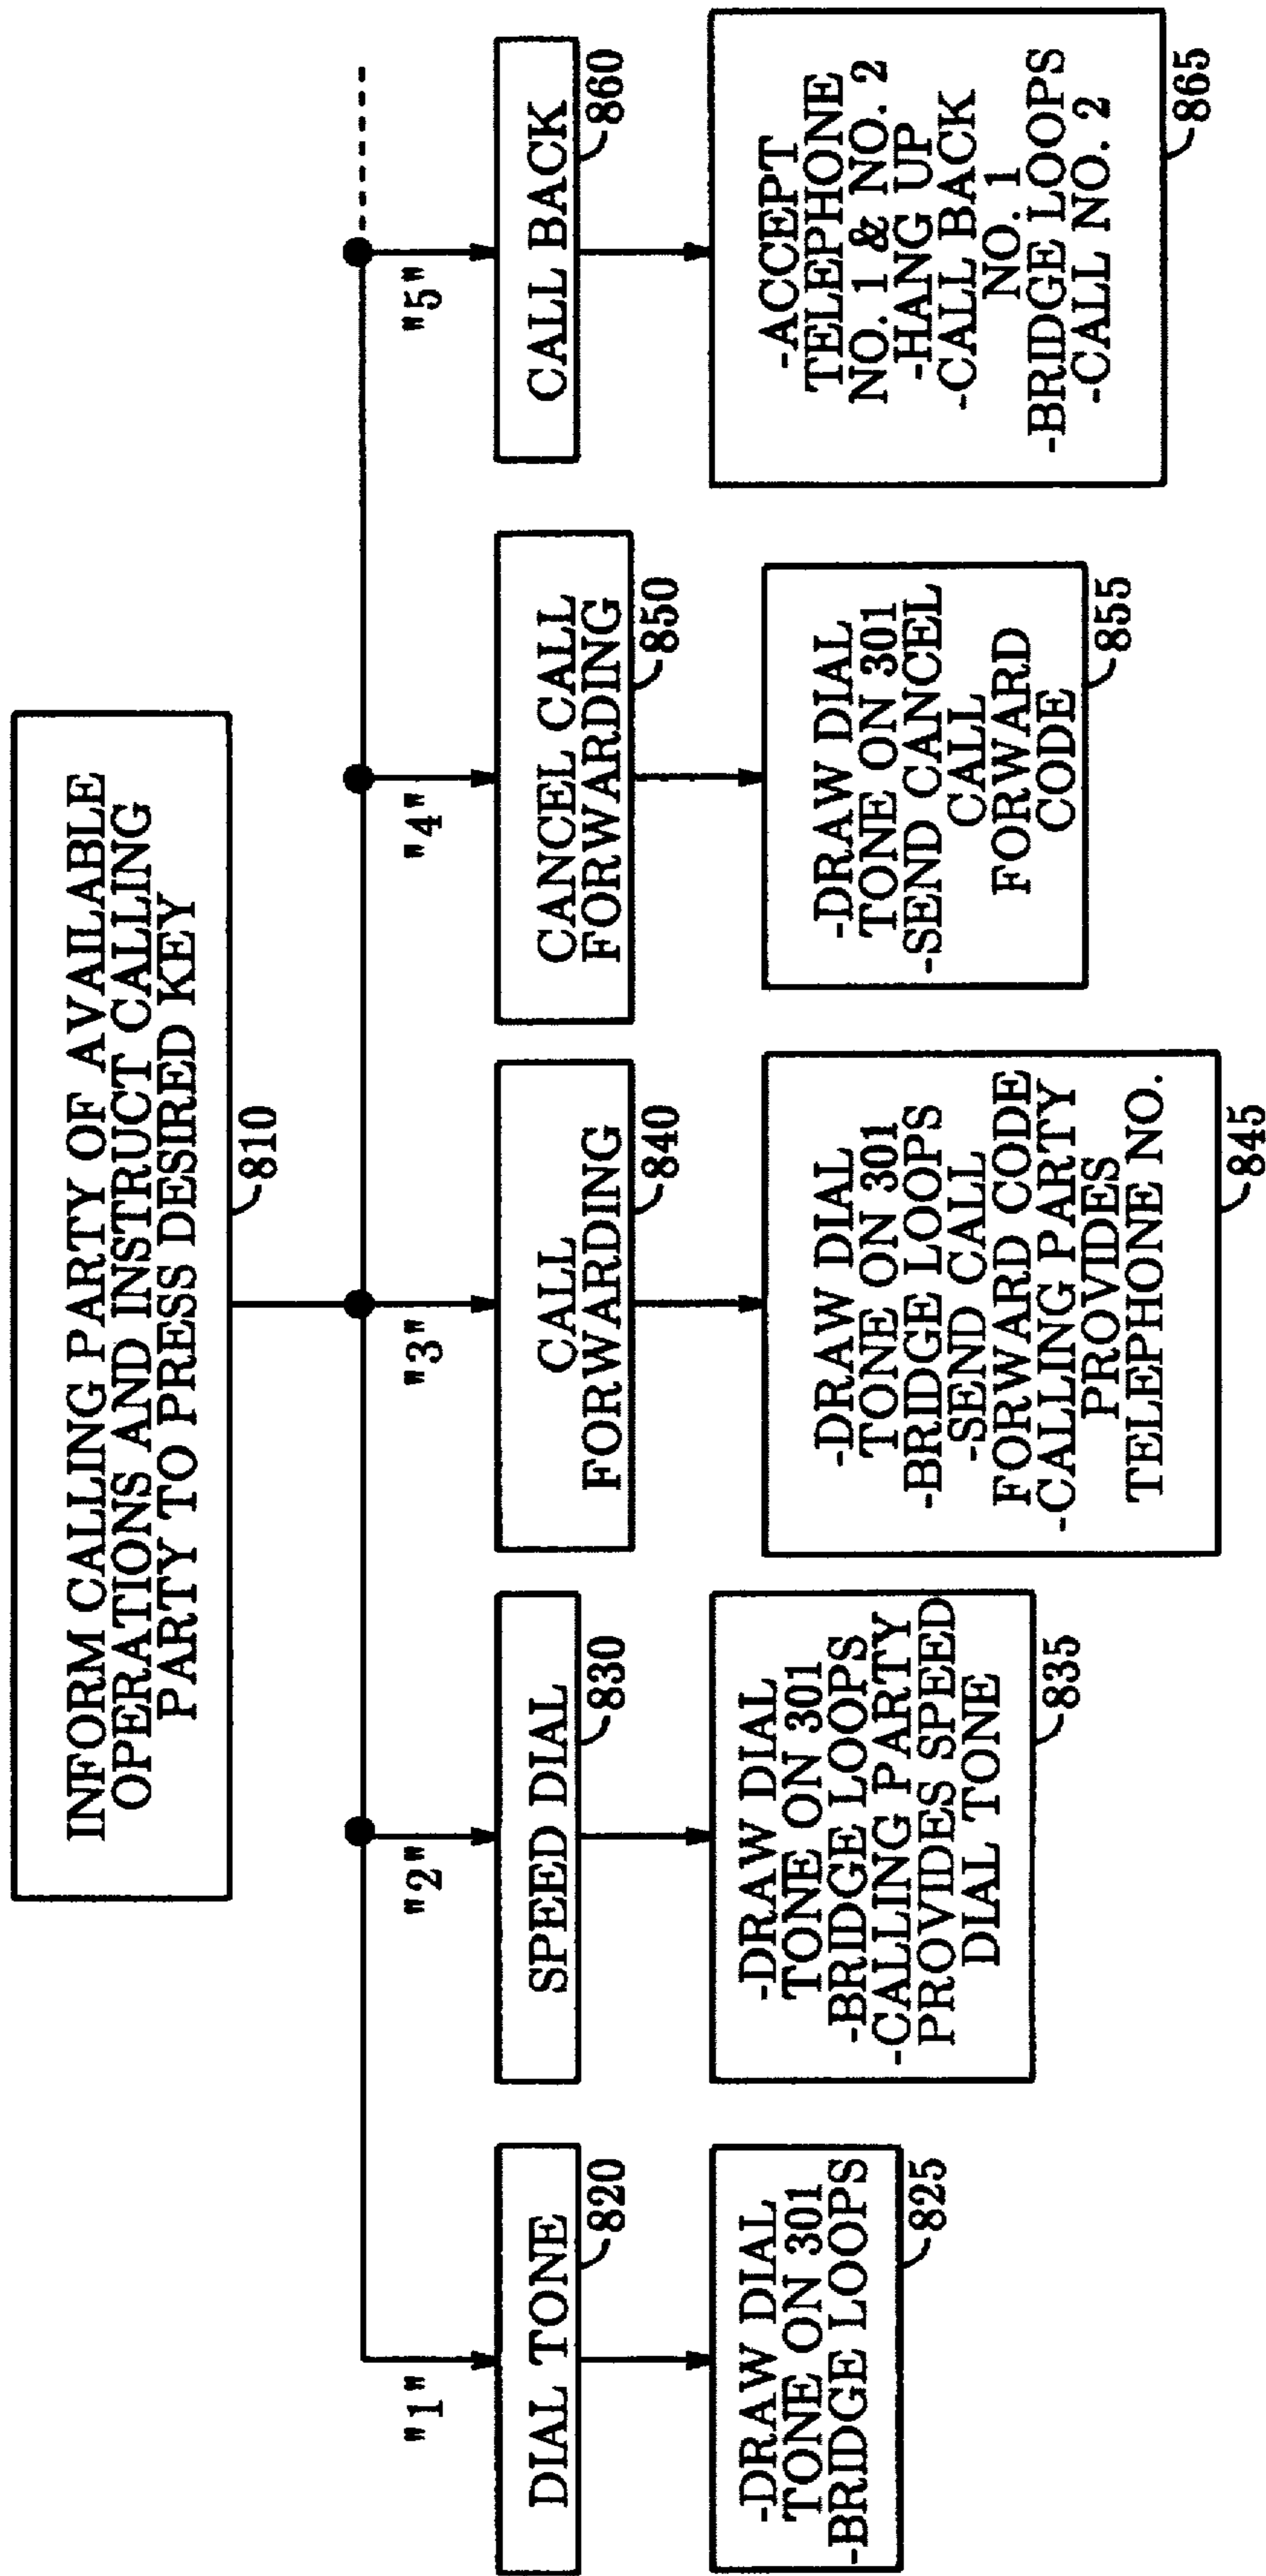 INFORM CALLING PARTY OF AVAILABLE
OPERATIONS AND INSTRUCT CALLING
PARTY TO PRESS DESIRED KEY
810
"1"
DIAL TONE
820
-DRAW DIAL
TONE ON 301
-BRIDGE LOOPS
825
"2"
SPEED DIAL
830
-DRAW DIAL
TONE ON 301
-BRIDGE LOOPS
-CALLING PARTY
PROVIDES SPEED
DIAL TONE
835
"3"
CALL
FORWARDING
840
-DRAW DIAL
TONE ON 301
-BRIDGE LOOPS
-SEND CALL
FORWARD CODE
-CALLING PARTY
PROVIDES
TELEPHONE NO.
845
"4"
CANCEL CALL
FORWARDING
850
-DRAW DIAL
TONE ON 301
-SEND CANCEL
CALL
FORWARD
CODE
855
"5"
CALL BACK
860
-ACCEPT
TELEPHONE
NO. 1 & NO. 2
-HANG UP
-CALL BACK
NO. 1
-BRIDGE LOOPS
-CALL NO. 2
865